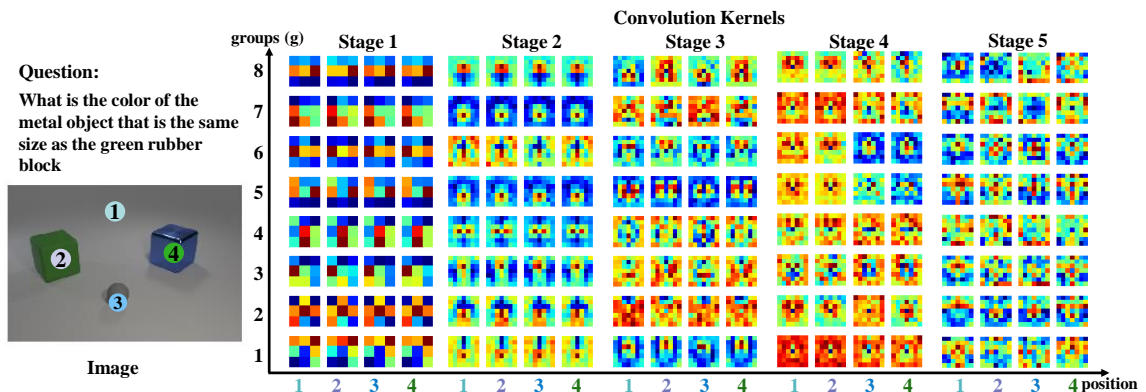 Convolution Kernels
groups (g)
Stage 1
Stage 2
Stage 3
Stage 4
Stage 5
Question:
What is the color of the
metal object that is the same
size as the green rubber
block
1
2
4
3
Image
8
7
6
5
4
3
2
1
1 2 3 4
1 2 3 4
1 2 3 4
1 2 3 4
1 2 3 4
position